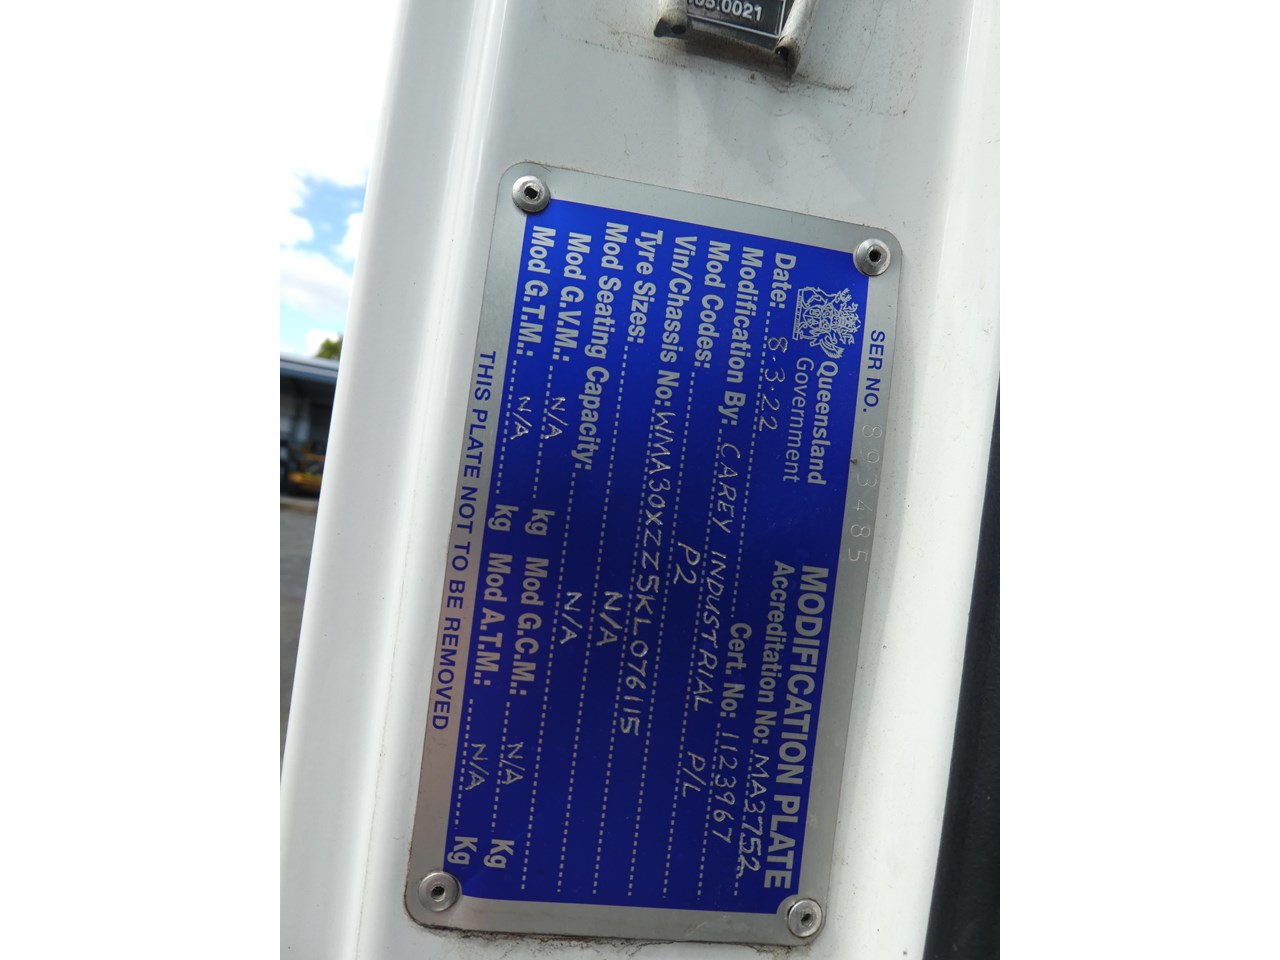 SER NO. 893485
Queensland
Government
MODIFICATION PLATE
Accreditation No: MA3752
Date: 8.3.22 Cert. No: 1123967
Modification By: CAREY INDUSTRIAL P/L
Mod Codes: P2
Vin/Chassis No: WMA30XZZ5KL076115
Tyre Sizes: N/A
Mod Seating Capacity: N/A
Mod G.V.M.: N/A kg Mod G.C.M.: N/A Kg
Mod G.T.M.: N/A kg Mod A.T.M.: N/A Kg
THIS PLATE NOT TO BE REMOVED